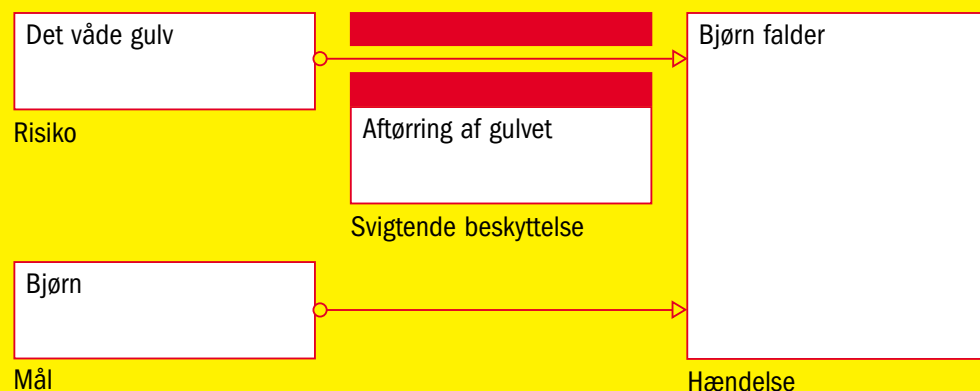 Det våde gulv
Risiko
Aftørring af gulvet
Svigtende beskyttelse
Bjørn
Mål
Bjørn falder
Hændelse